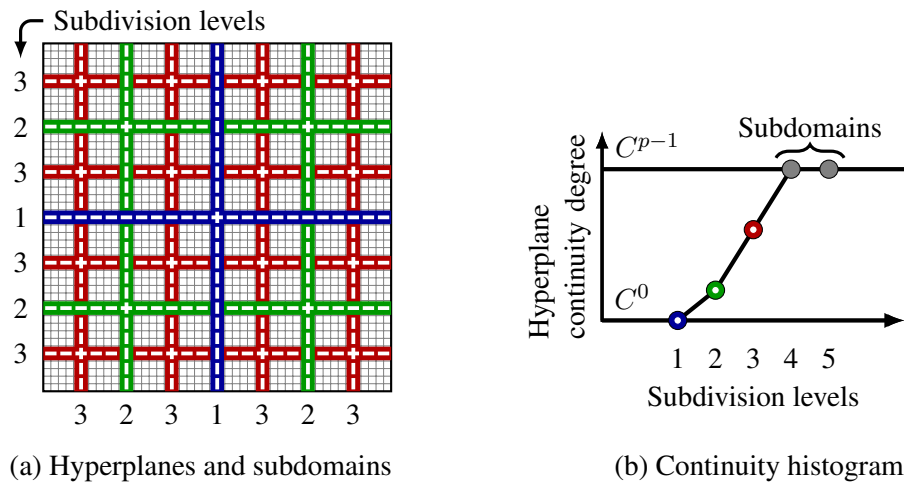 Subdivision levels
3
2
3
1
3
2
3
3 2 3 1 3 2 3
(a) Hyperplanes and subdomains
Subdomains
C^{p−1}
Hyperplane
continuity degree
C^0
1 2 3 4 5
Subdivision levels
(b) Continuity histogram